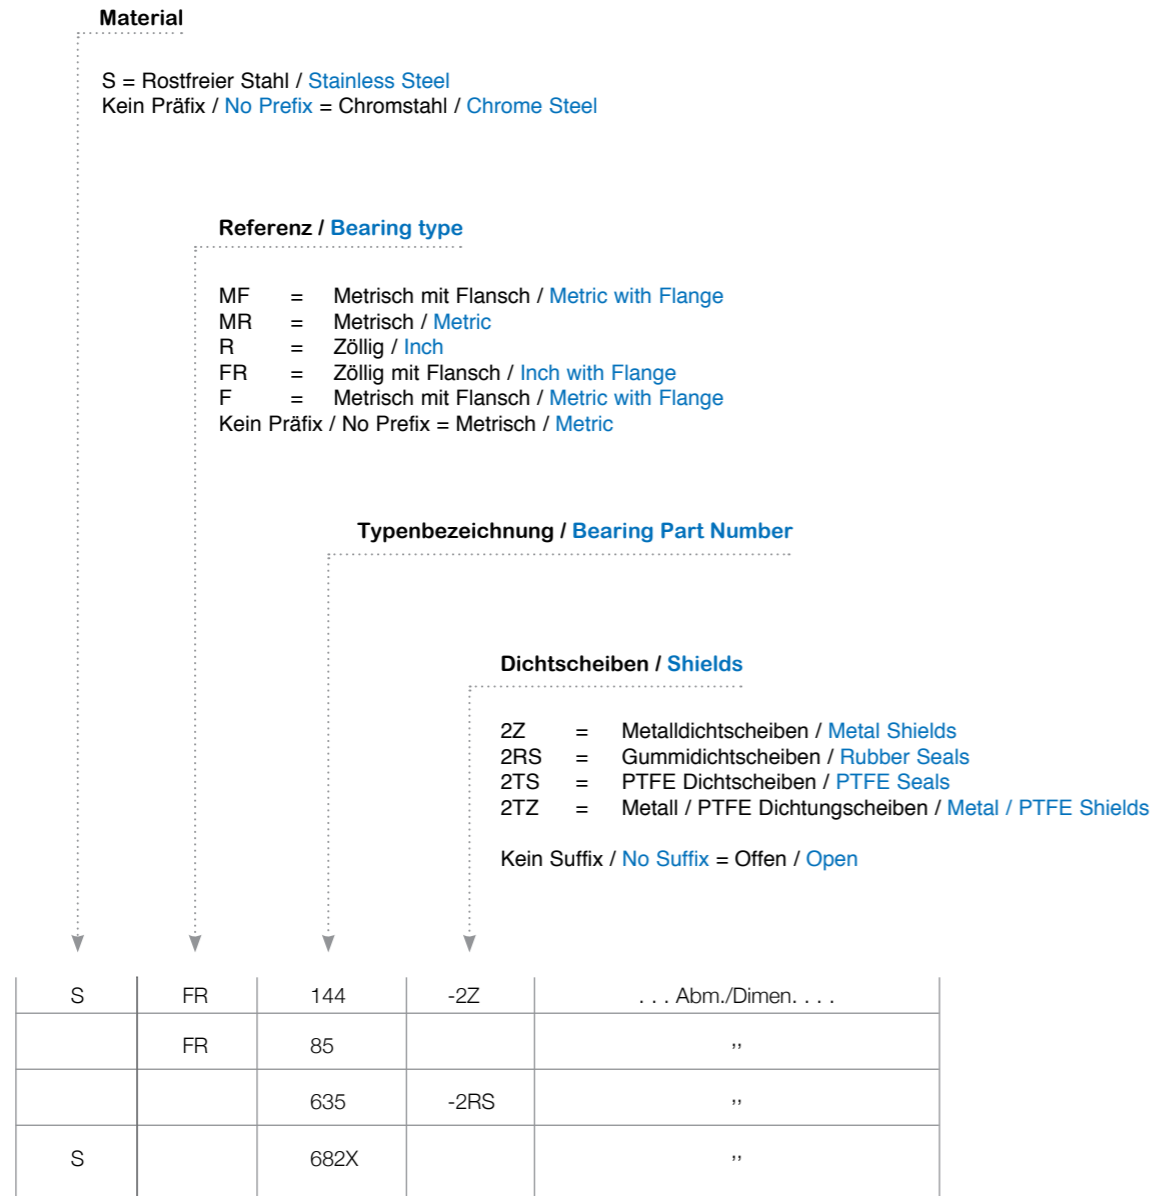 Material
S = Rostfreier Stahl / Stainless Steel
Kein Präfix / No Prefix = Chromstahl / Chrome Steel
Referenz / Bearing type
MF = Metrisch mit Flansch / Metric with Flange
MR = Metrisch / Metric
R = Zöllig / Inch
FR = Zöllig mit Flansch / Inch with Flange
F = Metrisch mit Flansch / Metric with Flange
Kein Präfix / No Prefix = Metrisch / Metric
Typenbezeichnung / Bearing Part Number
Dichtscheiben / Shields
2Z = Metalldichtscheiben / Metal Shields
2RS = Gummidichtscheiben / Rubber Seals
2TS = PTFE Dichtscheiben / PTFE Seals
2TZ = Metall / PTFE Dichtungscheiben / Metal / PTFE Shields
Kein Suffix / No Suffix = Offen / Open
S FR 144 -2Z . . . Abm./Dimen. . . .
FR 85 ,,
635 -2RS ,,
S 682X ,,